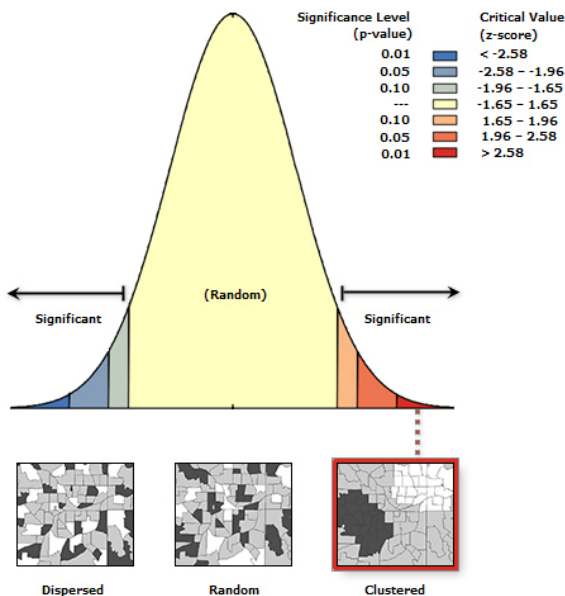 Significance Level Critical Value
(p-value) (z-score)
0.01 < -2.58
0.05 -2.58 – -1.96
0.10 -1.96 – -1.65
--- -1.65 – 1.65
0.10 1.65 – 1.96
0.05 1.96 – 2.58
0.01 > 2.58
(Random)
Significant Significant
Dispersed Random Clustered